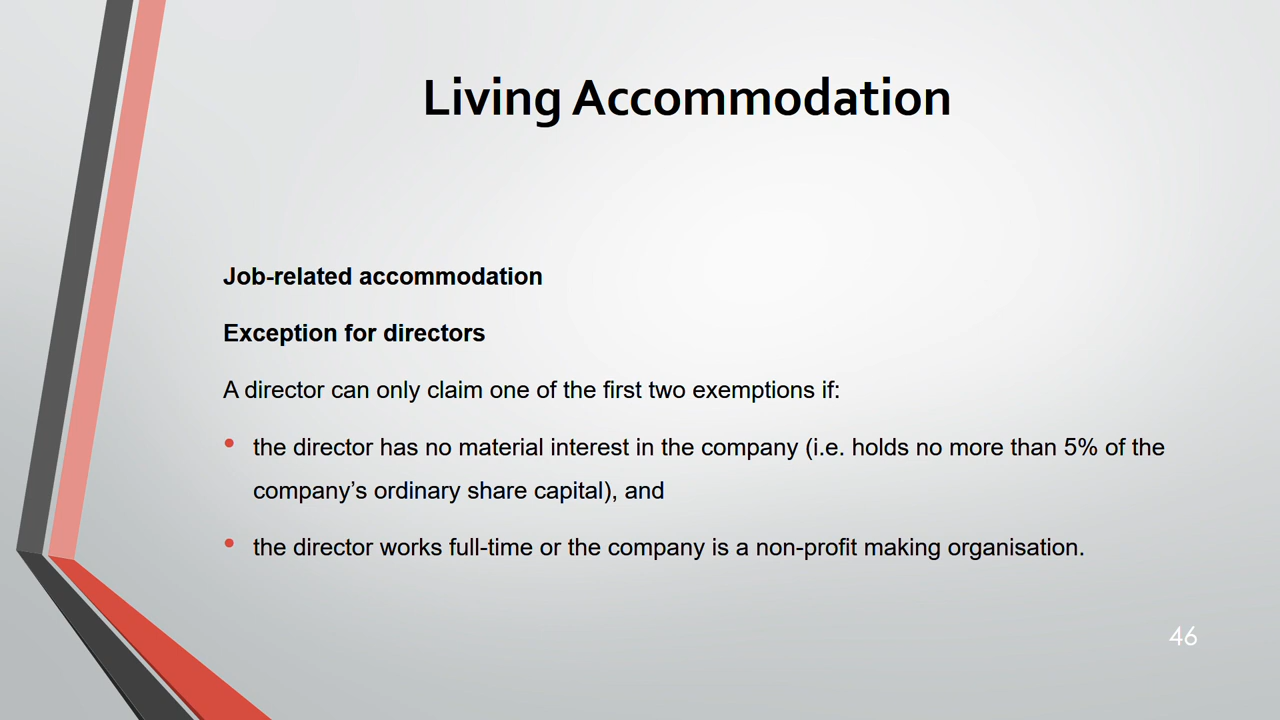 Living Accommodation
Job-related accommodation
Exception for directors
A director can only claim one of the first two exemptions if:
• the director has no material interest in the company (i.e. holds no more than 5% of the
company’s ordinary share capital), and
• the director works full-time or the company is a non-profit making organisation.
46